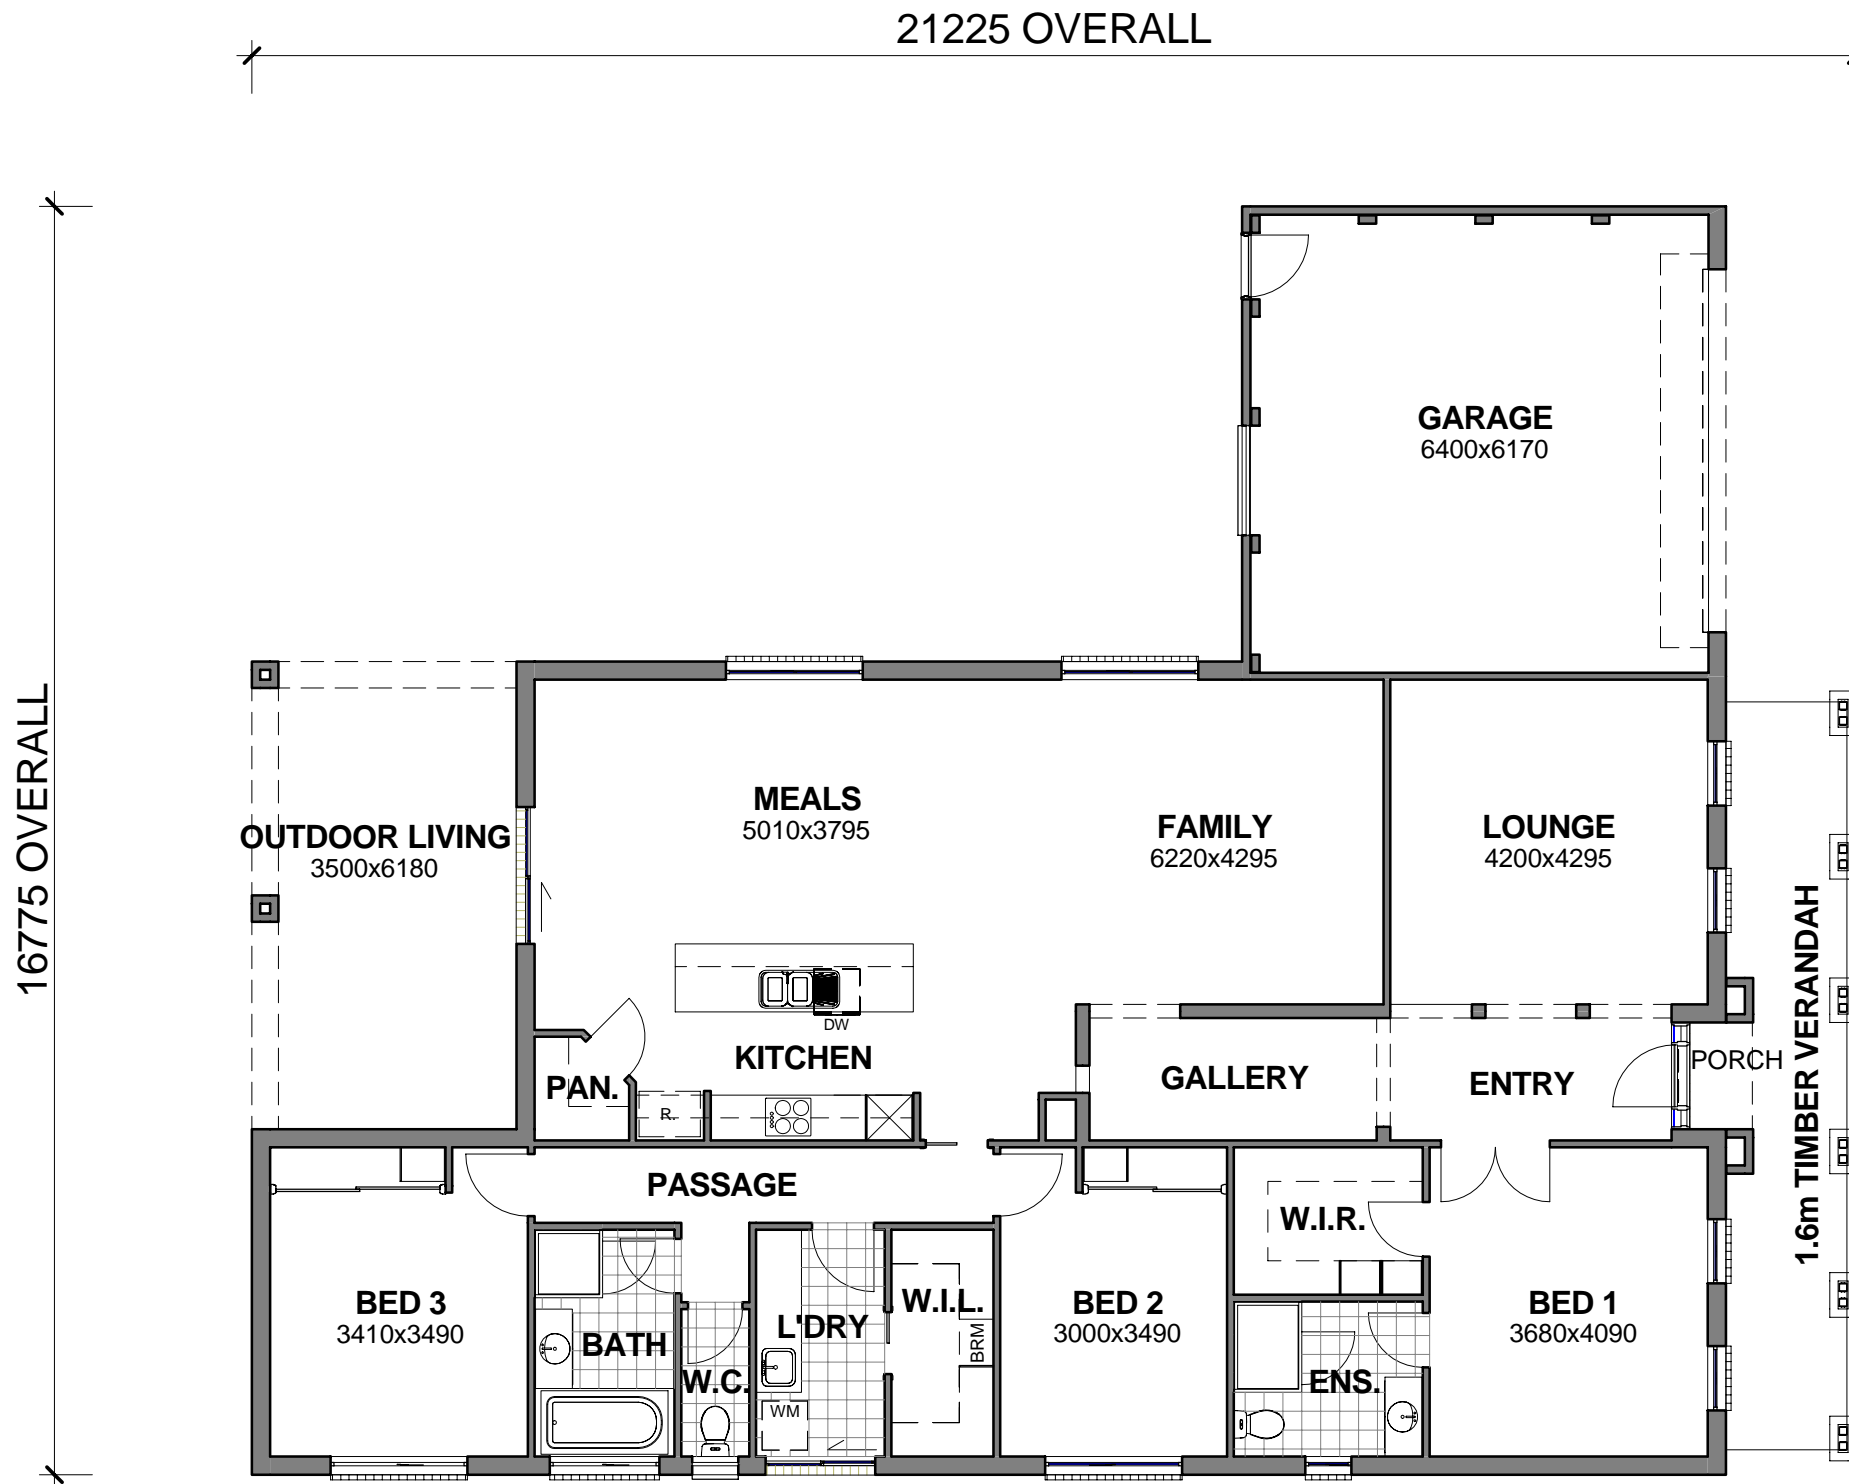 21225 OVERALL
16775 OVERALL
GARAGE
6400x6170
OUTDOOR LIVING
3500x6180
MEALS
5010x3795
FAMILY
6220x4295
LOUNGE
4200x4295
1.6m TIMBER VERANDAH
DW
KITCHEN
PAN.
R.
GALLERY
ENTRY
PORCH
PASSAGE
W.I.R.
BED 3
3410x3490
BATH
W.C.
L'DRY
WM
W.I.L.
BRM
BED 2
3000x3490
ENS.
BED 1
3680x4090